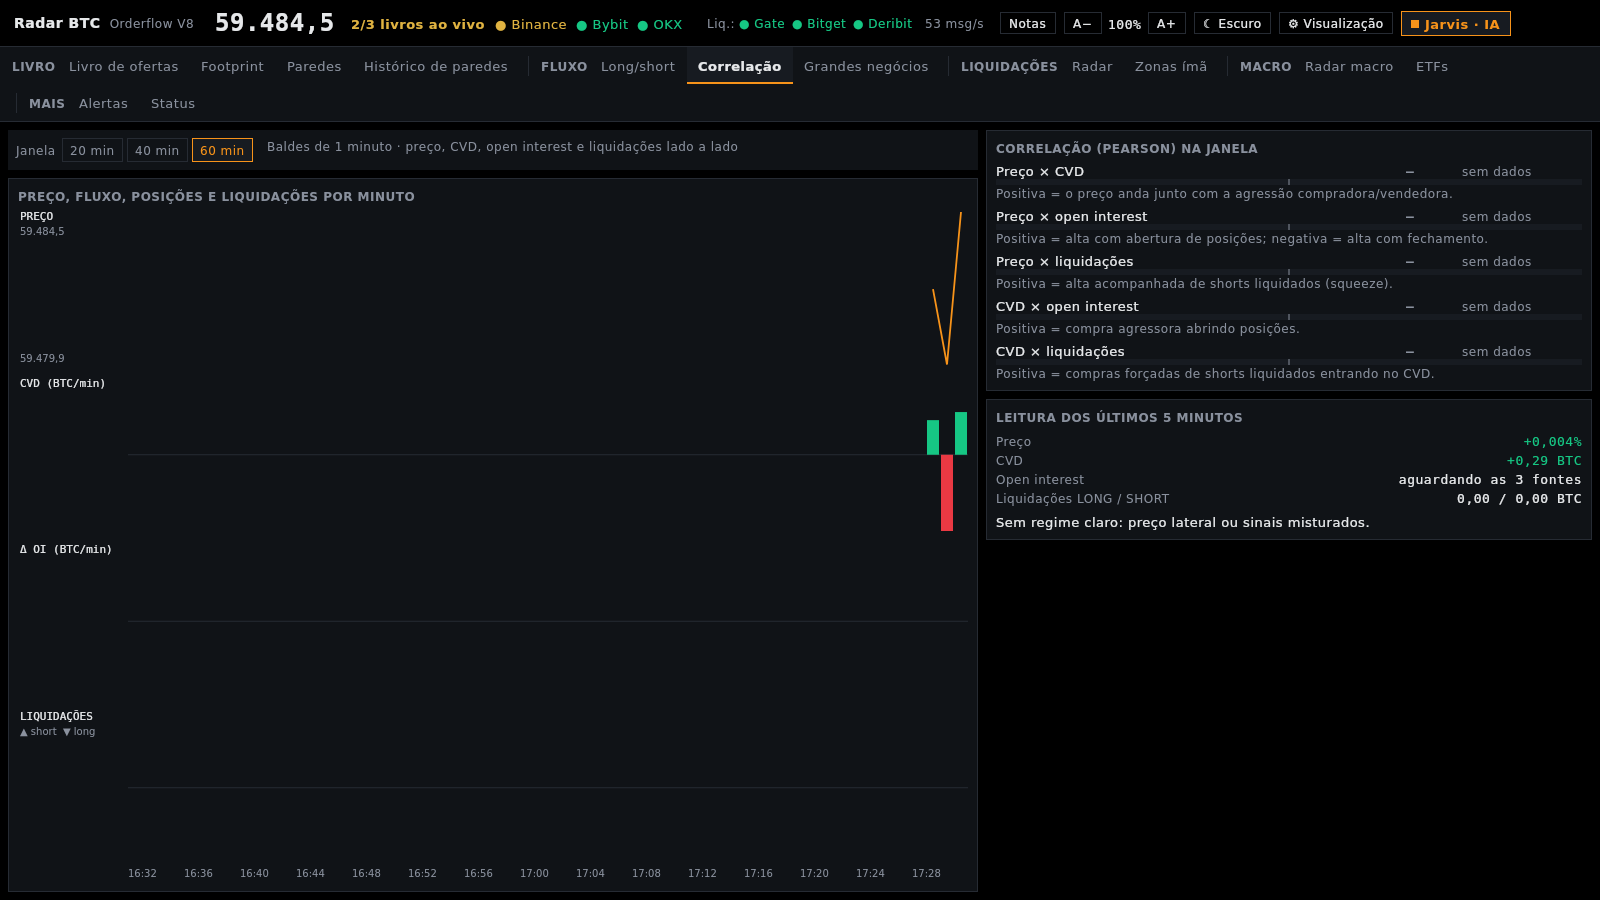 Radar BTC Orderflow V8 59.484,5 2/3 livros ao vivo ● Binance ● Bybit ● OKX Liq.: ● Gate ● Bitget ● Deribit 53 msg/s Notas A− 100% A+ ☾ Escuro ⚙ Visualização ■ Jarvis · IA
LIVRO Livro de ofertas Footprint Paredes Histórico de paredes FLUXO Long/short Correlação Grandes negócios LIQUIDAÇÕES Radar Zonas ímã MACRO Radar macro ETFs
MAIS Alertas Status
Janela 20 min 40 min 60 min Baldes de 1 minuto · preço, CVD, open interest e liquidações lado a lado
PREÇO, FLUXO, POSIÇÕES E LIQUIDAÇÕES POR MINUTO
PREÇO
59.484,5
59.479,9
CVD (BTC/min)
Δ OI (BTC/min)
LIQUIDAÇÕES
▲ short ▼ long
16:32 16:36 16:40 16:44 16:48 16:52 16:56 17:00 17:04 17:08 17:12 17:16 17:20 17:24 17:28
CORRELAÇÃO (PEARSON) NA JANELA
Preço × CVD − sem dados
Positiva = o preço anda junto com a agressão compradora/vendedora.
Preço × open interest − sem dados
Positiva = alta com abertura de posições; negativa = alta com fechamento.
Preço × liquidações − sem dados
Positiva = alta acompanhada de shorts liquidados (squeeze).
CVD × open interest − sem dados
Positiva = compra agressora abrindo posições.
CVD × liquidações − sem dados
Positiva = compras forçadas de shorts liquidados entrando no CVD.
LEITURA DOS ÚLTIMOS 5 MINUTOS
Preço +0,004%
CVD +0,29 BTC
Open interest aguardando as 3 fontes
Liquidações LONG / SHORT 0,00 / 0,00 BTC
Sem regime claro: preço lateral ou sinais misturados.